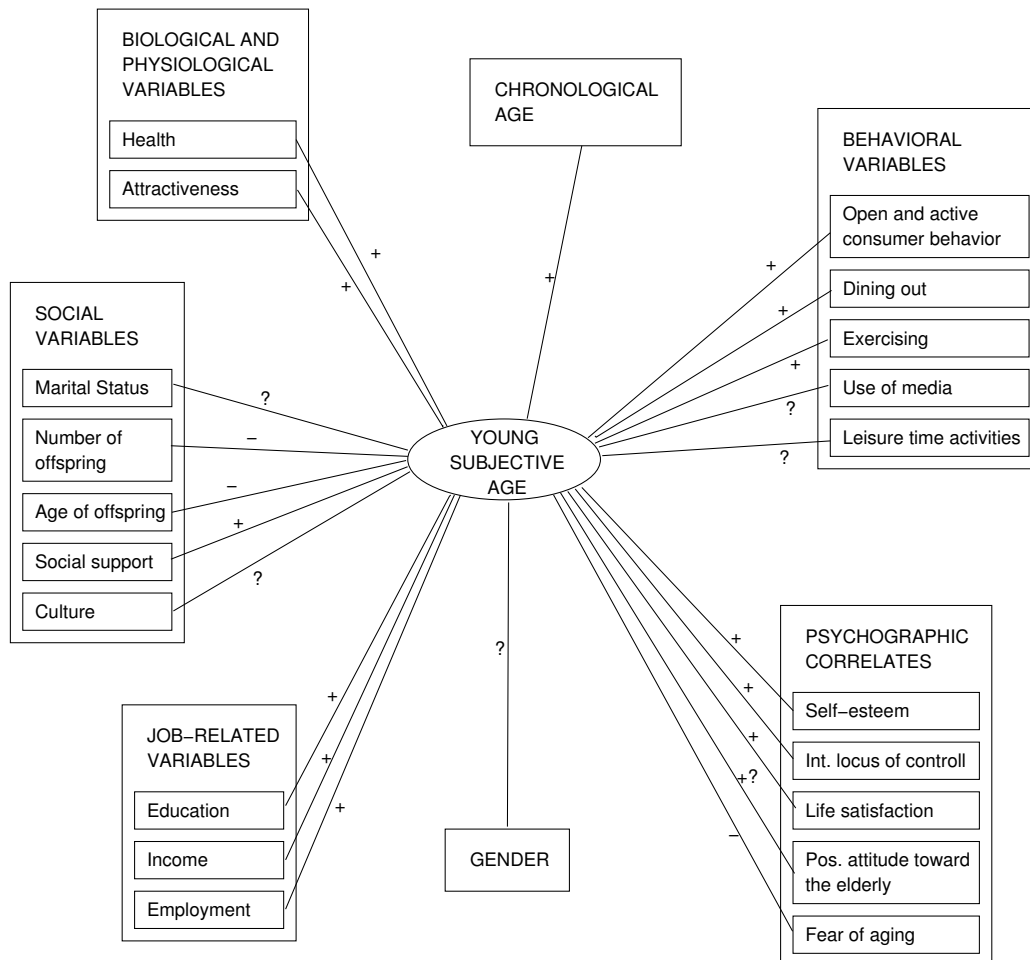 BIOLOGICAL AND
PHYSIOLOGICAL
VARIABLES
Health
Attractiveness
+
+
CHRONOLOGICAL
AGE
+
BEHAVIORAL
VARIABLES
Open and active
consumer behavior
Dining out
Exercising
Use of media
Leisure time activities
+
+
+
?
?
SOCIAL
VARIABLES
Marital Status
Number of
offspring
Age of offspring
Social support
Culture
?
−
−
+
?
YOUNG
SUBJECTIVE
AGE
JOB−RELATED
VARIABLES
Education
Income
Employment
+
+
+
?
GENDER
PSYCHOGRAPHIC
CORRELATES
Self−esteem
Int. locus of controll
Life satisfaction
Pos. attitude toward
the elderly
Fear of aging
+
+
+
+?
−